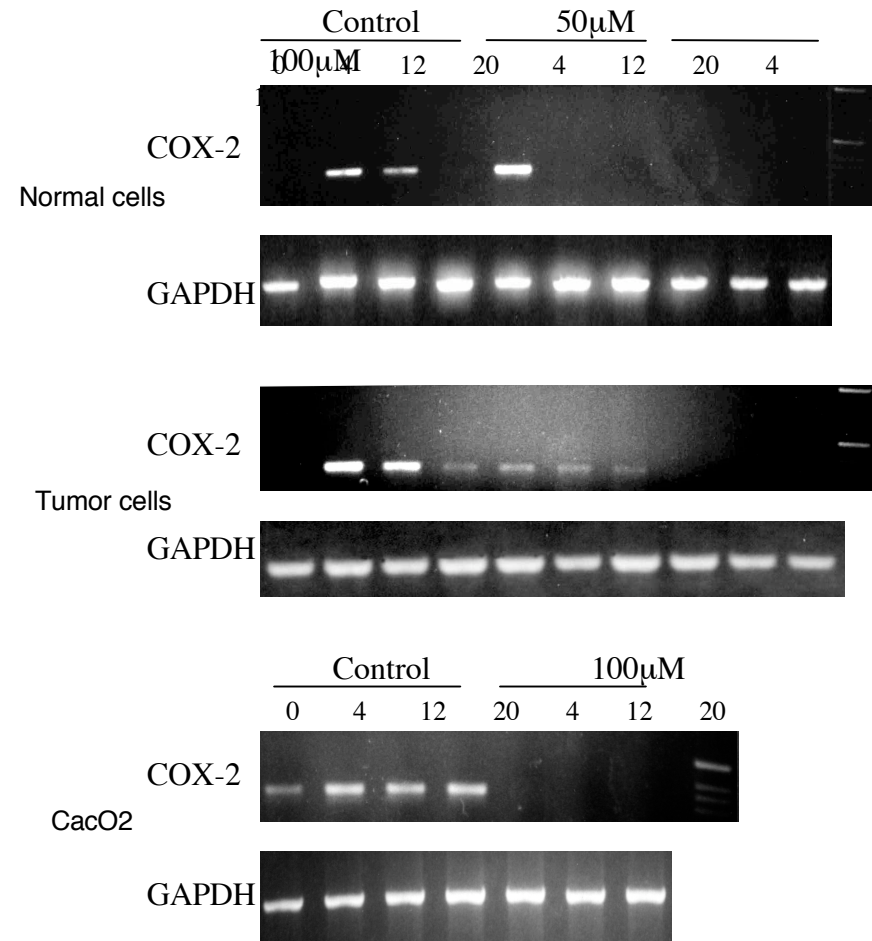 Control 50μM
100μM
0 4 12 20 4 12 20 4
1
COX-2
Normal cells
GAPDH
COX-2
Tumor cells
GAPDH
Control 100μM
0 4 12 20 4 12 20
COX-2
CacO2
GAPDH